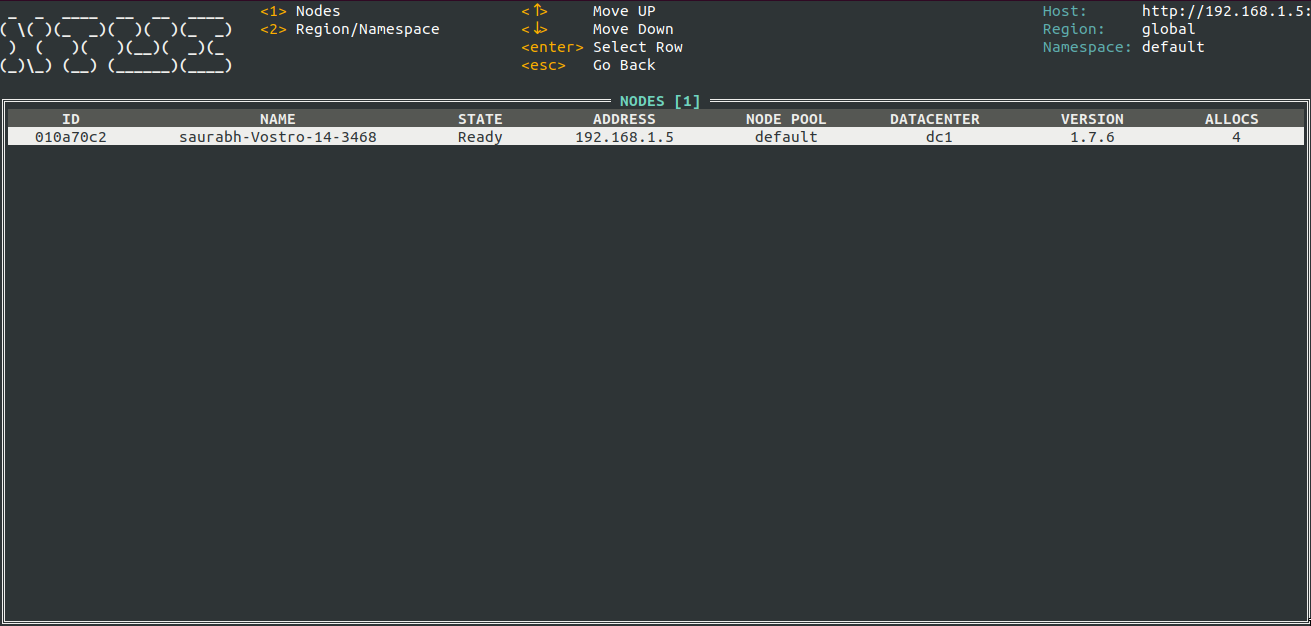 <1> Nodes
<2> Region/Namespace
<↑> Move UP
<↓> Move Down
<enter> Select Row
<esc> Go Back
Host: http://192.168.1.5:
Region: global
Namespace: default
NODES [1]
ID NAME STATE ADDRESS NODE POOL DATACENTER VERSION ALLOCS
010a70c2 saurabh-Vostro-14-3468 Ready 192.168.1.5 default dc1 1.7.6 4